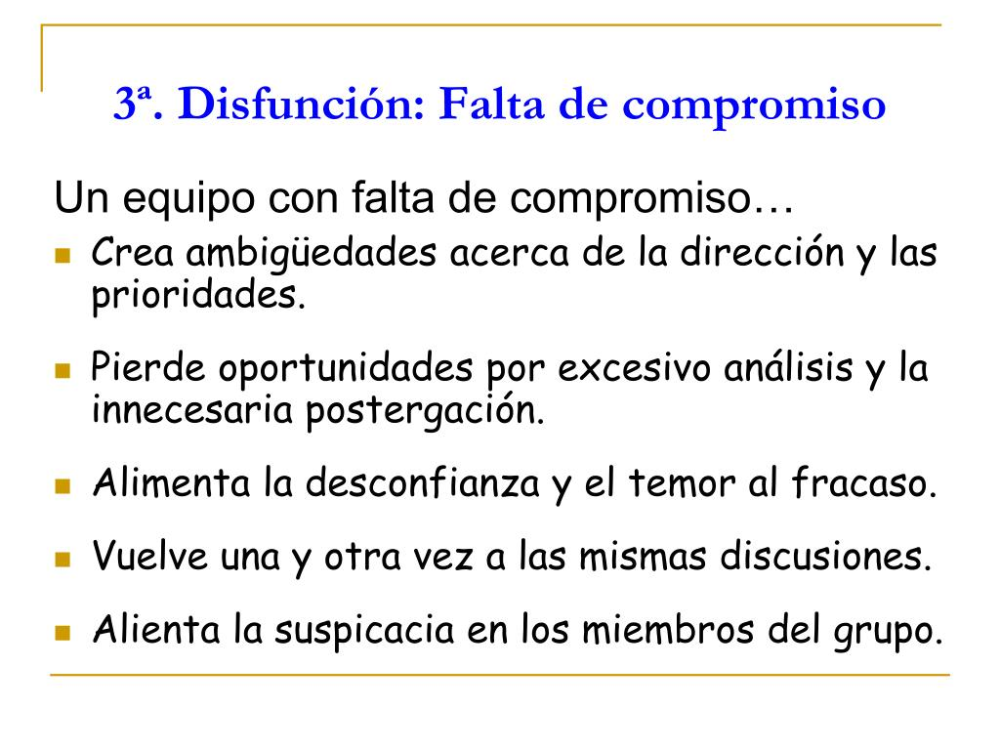 3ª. Disfunción: Falta de compromiso
Un equipo con falta de compromiso…
Crea ambigüedades acerca de la dirección y las
prioridades.
Pierde oportunidades por excesivo análisis y la
innecesaria postergación.
Alimenta la desconfianza y el temor al fracaso.
Vuelve una y otra vez a las mismas discusiones.
Alienta la suspicacia en los miembros del grupo.